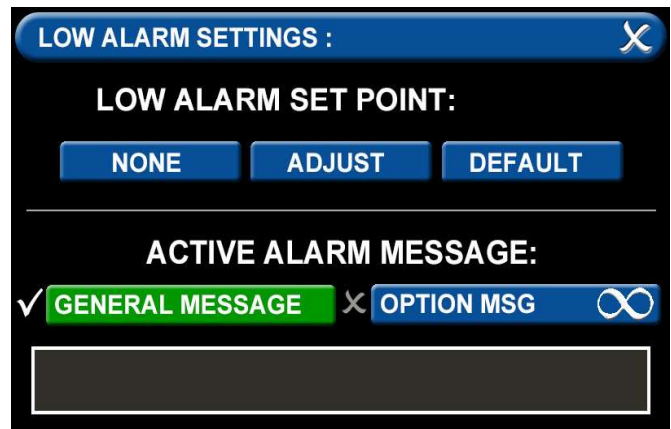 LOW ALARM SETTINGS :
LOW ALARM SET POINT:
NONE ADJUST DEFAULT
ACTIVE ALARM MESSAGE:
GENERAL MESSAGE OPTION MSG